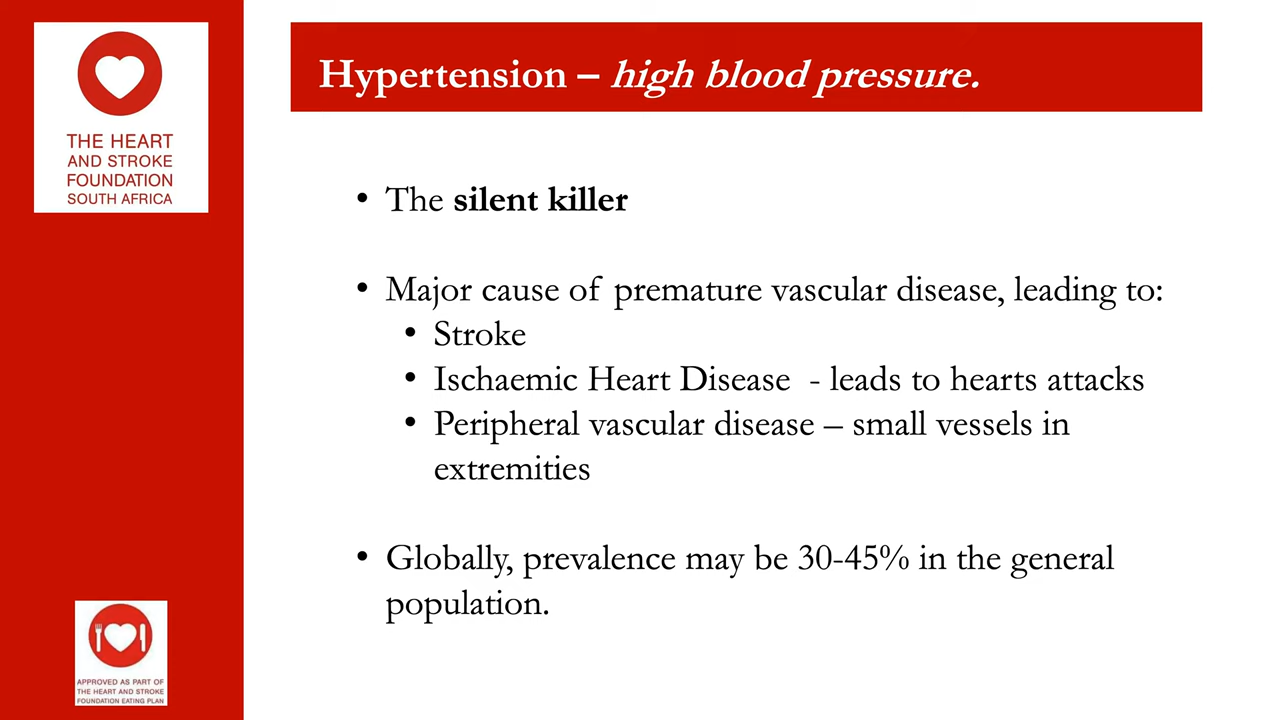 THE HEART
AND STROKE
FOUNDATION
SOUTH AFRICA
Hypertension – high blood pressure.
• The silent killer
• Major cause of premature vascular disease, leading to:
• Stroke
• Ischaemic Heart Disease - leads to hearts attacks
• Peripheral vascular disease – small vessels in
extremities
• Globally, prevalence may be 30-45% in the general
population.
APPROVED AS PART OF
THE HEART AND STROKE
FOUNDATION EATING PLAN